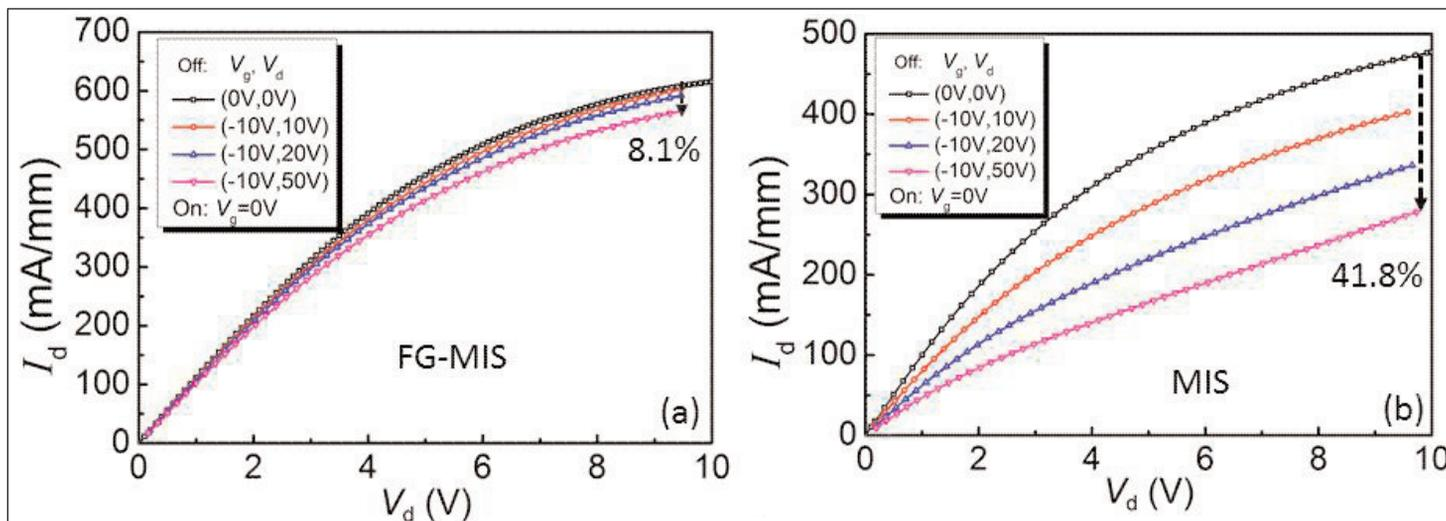 700
600
500
400
300
200
100
0
I_d (mA/mm)
Off: V_g, V_d
(0V,0V)
(-10V,10V)
(-10V,20V)
(-10V,50V)
On: V_g=0V
8.1%
FG-MIS
(a)
0 2 4 6 8 10
V_d (V)
500
400
300
200
100
0
I_d (mA/mm)
Off: V_g, V_d
(0V,0V)
(-10V,10V)
(-10V,20V)
(-10V,50V)
On: V_g=0V
41.8%
MIS
(b)
0 2 4 6 8 10
V_d (V)